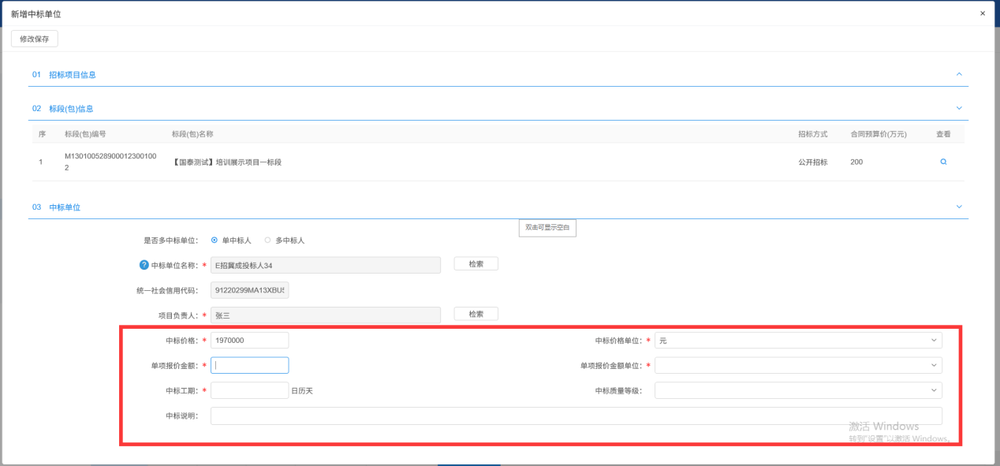 新增中标单位 ×
修改保存
01 招标项目信息
02 标段(包)信息
序 标段(包)编号 标段(包)名称 招标方式 合同预算价(万元) 查看
1 M130100528900012300100
2 【国泰测试】培训展示项目一标段 公开招标 200
03 中标单位
双击可显示空白
是否多中标单位: 单中标人 多中标人
? 中标单位名称: * E招冀成投标人34 检索
统一社会信用代码: 91220299MA13XBU5
项目负责人: * 张三 检索
中标价格: * 1970000 中标价格单位: * 元
单项报价金额: * 单项报价金额单位: *
中标工期: * 日历天 中标质量等级:
中标说明:
激活 Windows
转到"设置"以激活 Windows。